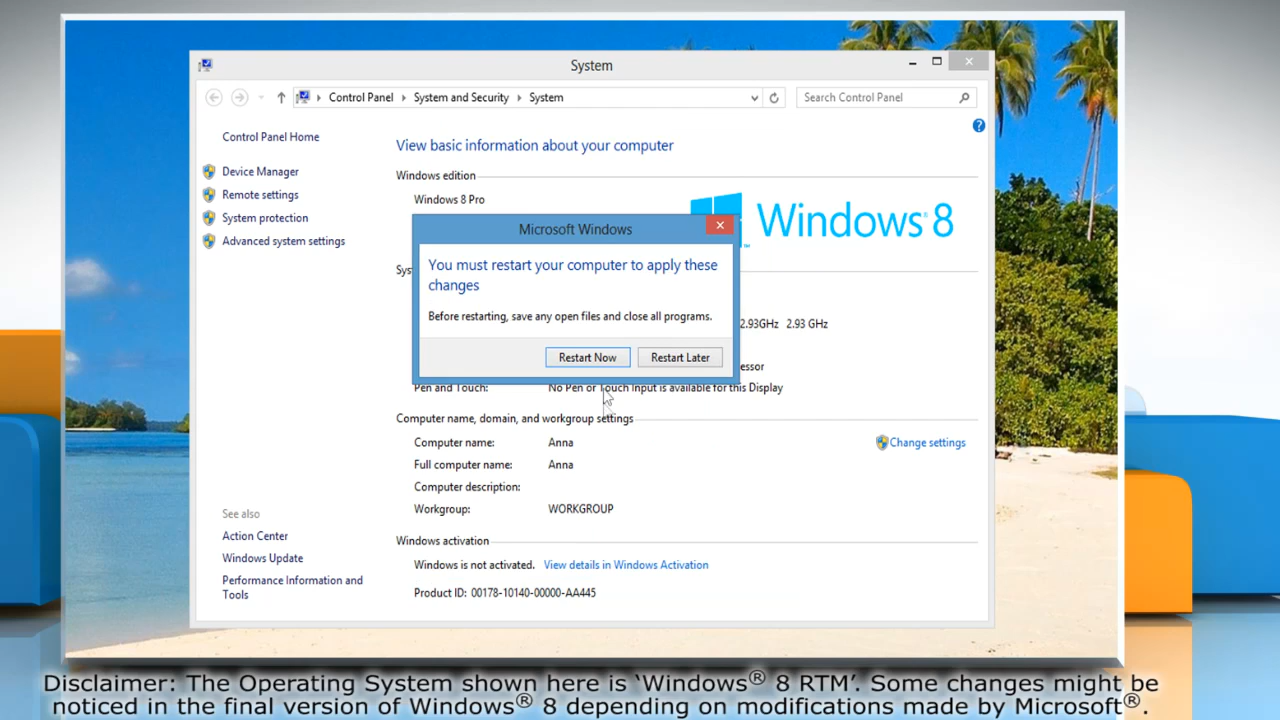 System
Control Panel System and Security System
Search Control Panel
Control Panel Home
Device Manager
Remote settings
System protection
Advanced system settings
See also
Action Center
Windows Update
Performance Information and
Tools
View basic information about your computer
Windows edition
Windows 8 Pro
Windows® 8
™
Sys
2.93GHz 2.93 GHz
essor
Microsoft Windows
You must restart your computer to apply these
changes
Before restarting, save any open files and close all programs.
Restart Now Restart Later
Pen and Touch: No Pen or Touch Input is available for this Display
Computer name, domain, and workgroup settings
Computer name: Anna
Change settings
Full computer name: Anna
Computer description:
Workgroup: WORKGROUP
Windows activation
Windows is not activated. View details in Windows Activation
Product ID: 00178-10140-00000-AA445
Disclaimer: The Operating System shown here is ‘Windows® 8 RTM’. Some changes might be
noticed in the final version of Windows® 8 depending on modifications made by Microsoft®.